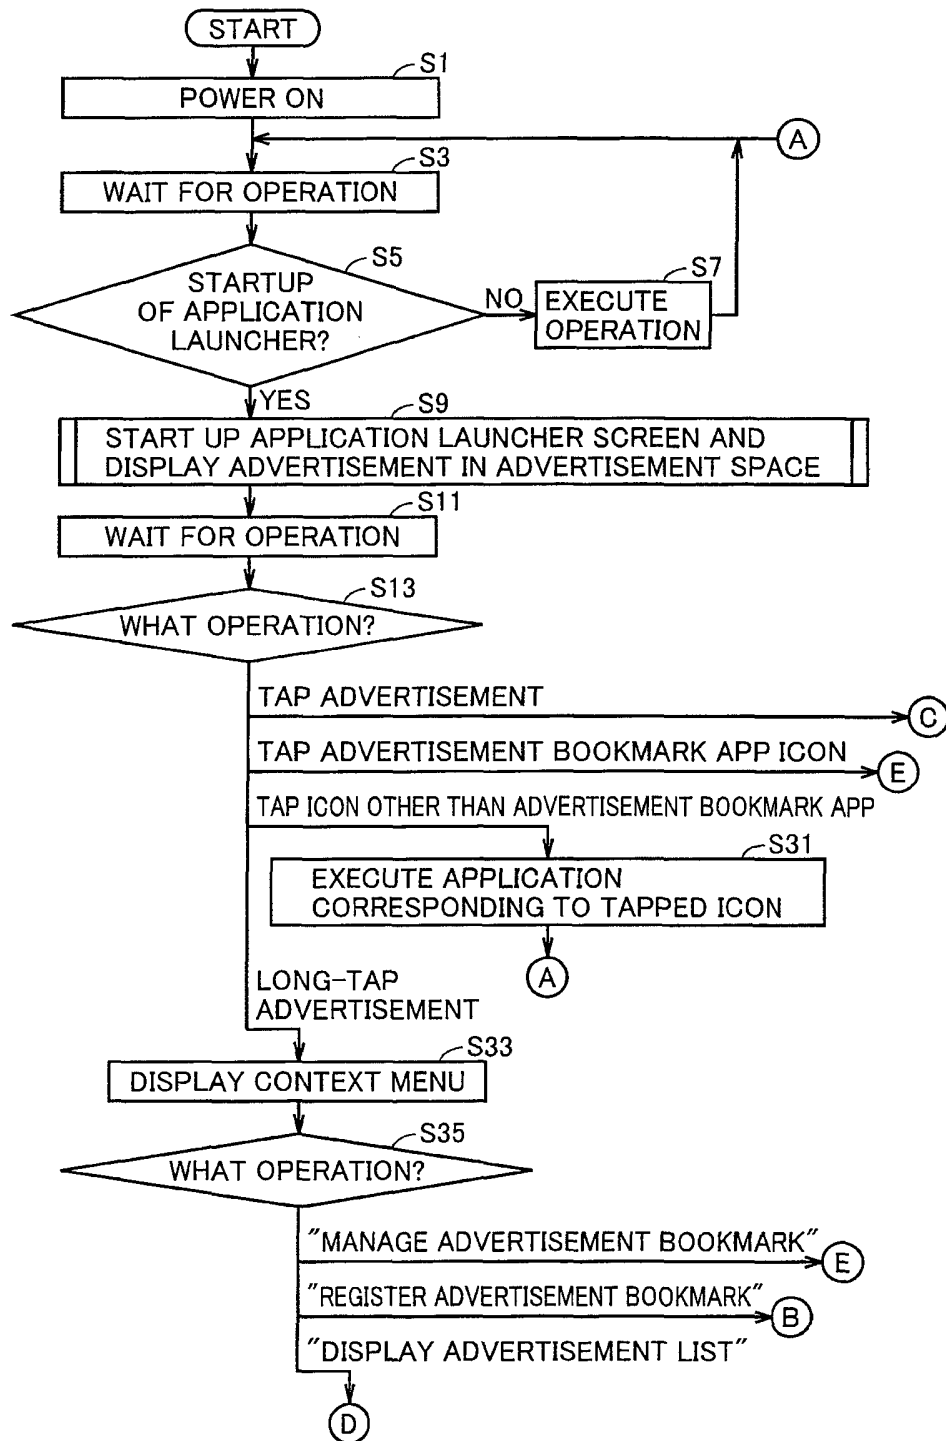 START
S1
POWER ON
A
S3
WAIT FOR OPERATION
S5
STARTUP
OF APPLICATION
LAUNCHER?
NO
S7
EXECUTE
OPERATION
YES
S9
START UP APPLICATION LAUNCHER SCREEN AND
DISPLAY ADVERTISEMENT IN ADVERTISEMENT SPACE
S11
WAIT FOR OPERATION
S13
WHAT OPERATION?
TAP ADVERTISEMENT
C
TAP ADVERTISEMENT BOOKMARK APP ICON
E
TAP ICON OTHER THAN ADVERTISEMENT BOOKMARK APP
S31
EXECUTE APPLICATION
CORRESPONDING TO TAPPED ICON
A
LONG-TAP
ADVERTISEMENT
S33
DISPLAY CONTEXT MENU
S35
WHAT OPERATION?
"MANAGE ADVERTISEMENT BOOKMARK"
E
"REGISTER ADVERTISEMENT BOOKMARK"
B
"DISPLAY ADVERTISEMENT LIST"
D